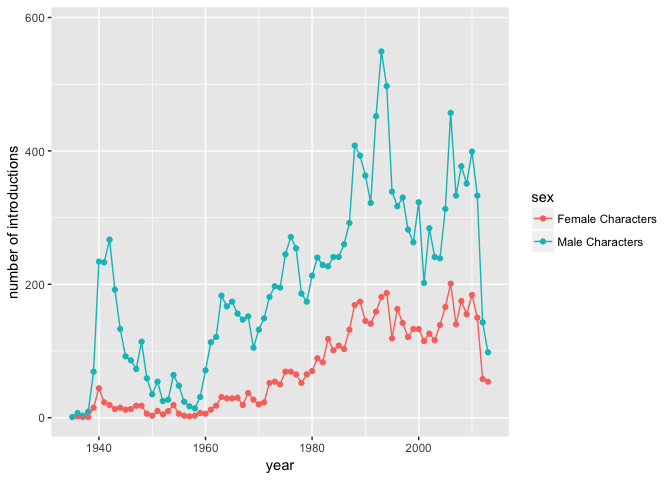 600
400
200
0
number of introductions
1940
1960
1980
2000
year
sex
Female Characters
Male Characters